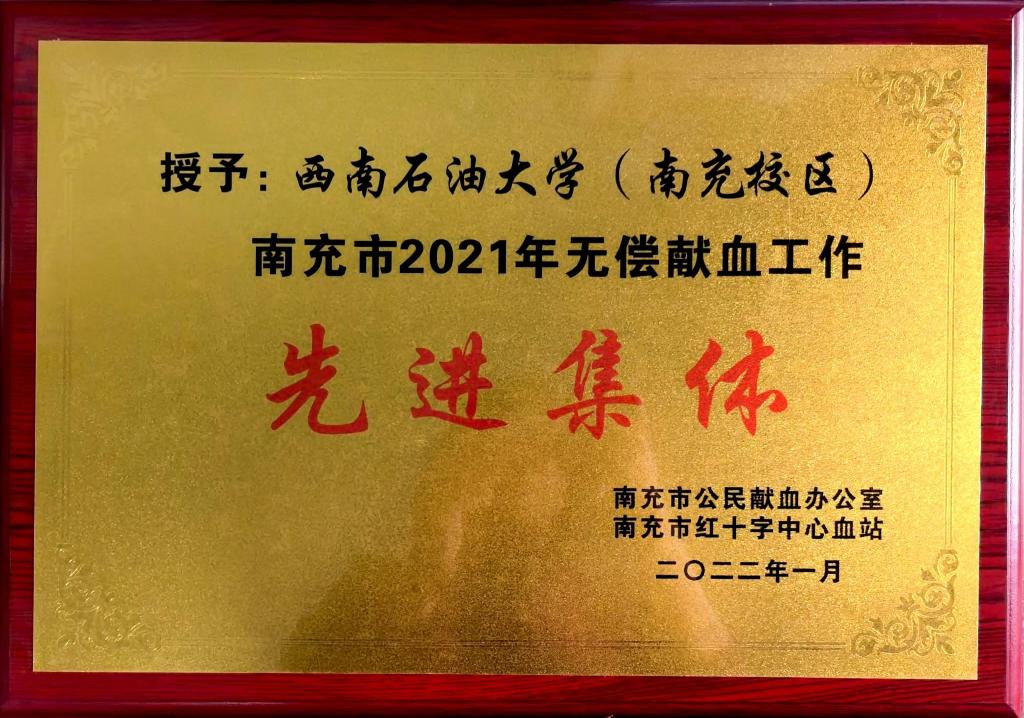 授予：西南石油大学（南充校区）
南充市2021年无偿献血工作
先进集体
南充市公民献血办公室
南充市红十字中心血站
二〇二二年一月